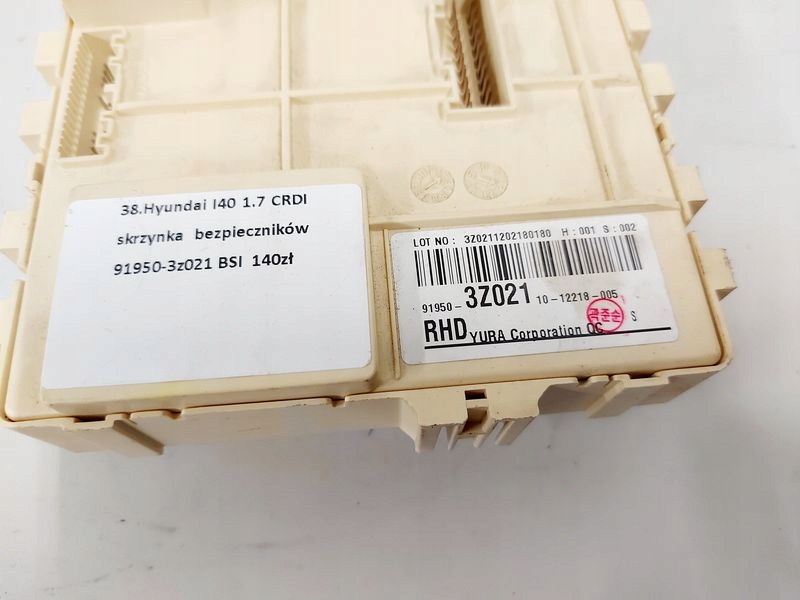 38.Hyundai I40 1.7 CRDI
skrzynka bezpieczników
91950-3z021 BSI 140zł
LOT NO : 3Z0211202180180 H : 001 S : 002
91950 - 3Z021 10-12218-005
RHD YURA Corporation QC S